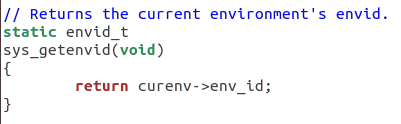 // Returns the current environment's envid.
static envid_t
sys_getenvid(void)
{
        return curenv->env_id;
}